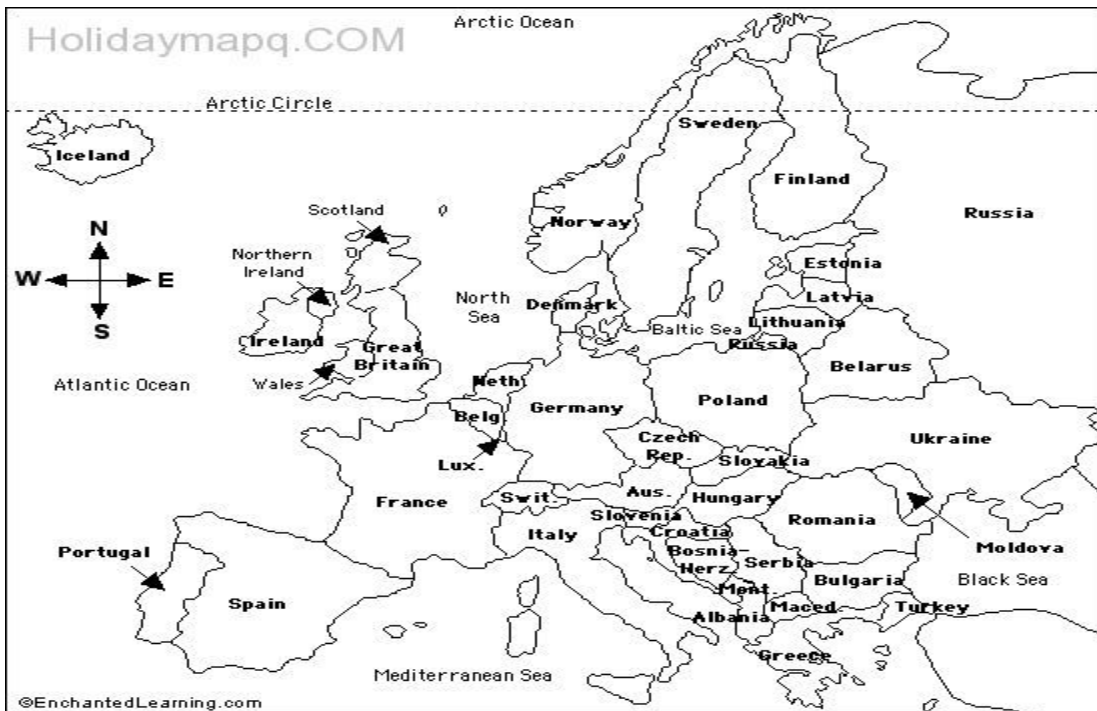 Arctic Ocean
Holidaymapq.COM
Arctic Circle
Sweden
Iceland
Finland
Scotland
Norway
Russia
N
Northern
Ireland
W
E
Estonia
S
North
Sea
Denmark
Latvia
Baltic Sea
Lithuania
Ireland
Great
Britain
Russia
Belarus
Atlantic Ocean
Wales
Neth.
Germany
Poland
Belg
Czech
Rep.
Ukraine
Lux.
Slovakia
France
Swit.
Aus.
Hungary
Slovenia
Romania
Italy
Croatia
Portugal
Bosnia-
Herz.
Serbia
Moldova
Mont.
Bulgaria
Black Sea
Spain
Albania
Maced
Turkey
Greece
Mediterranean Sea
©EnchantedLearning.com